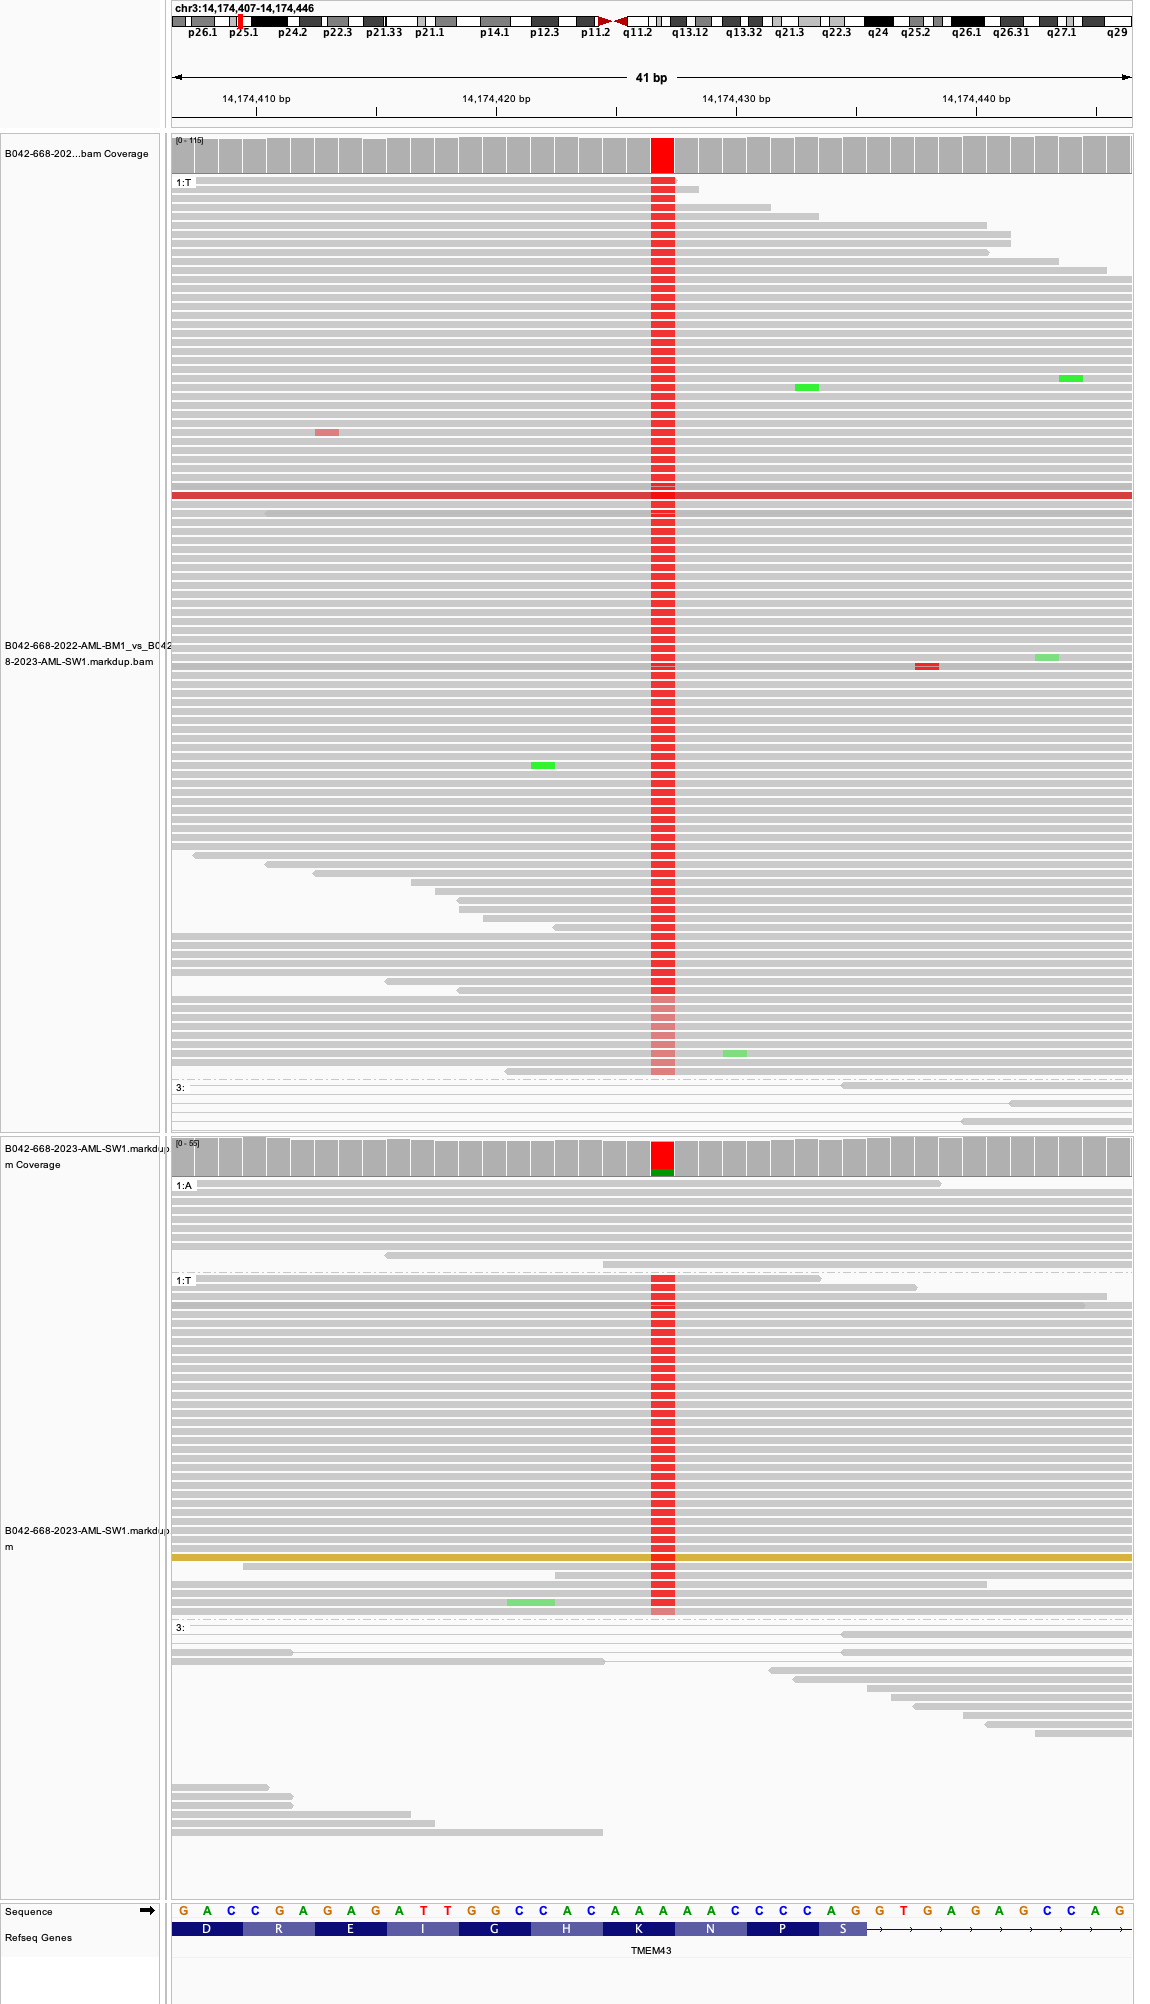 chr3:14,174,407-14,174,446
p26.1 p25.1 p24.2 p22.3 p21.33 p21.1 p14.1 p12.3 p11.2 q11.2 q13.12 q13.32 q21.3 q22.3 q24 q25.2 q26.1 q26.31 q27.1 q29
41 bp
14,174,410 bp 14,174,420 bp 14,174,430 bp 14,174,440 bp
[0 - 115]
B042-668-202...bam Coverage
1:T
B042-668-2022-AML-BM1_vs_B042
8-2023-AML-SW1.markdup.bam
3:
[0 - 55]
B042-668-2023-AML-SW1.markdup
m Coverage
1:A
1:T
B042-668-2023-AML-SW1.markdup
m
3:
Sequence G A C C G A G A G A T T G G C C A C A A A A A C C C C A G G T G A G A G C C A G
D R E I G H K N P S
Refseq Genes
TMEM43